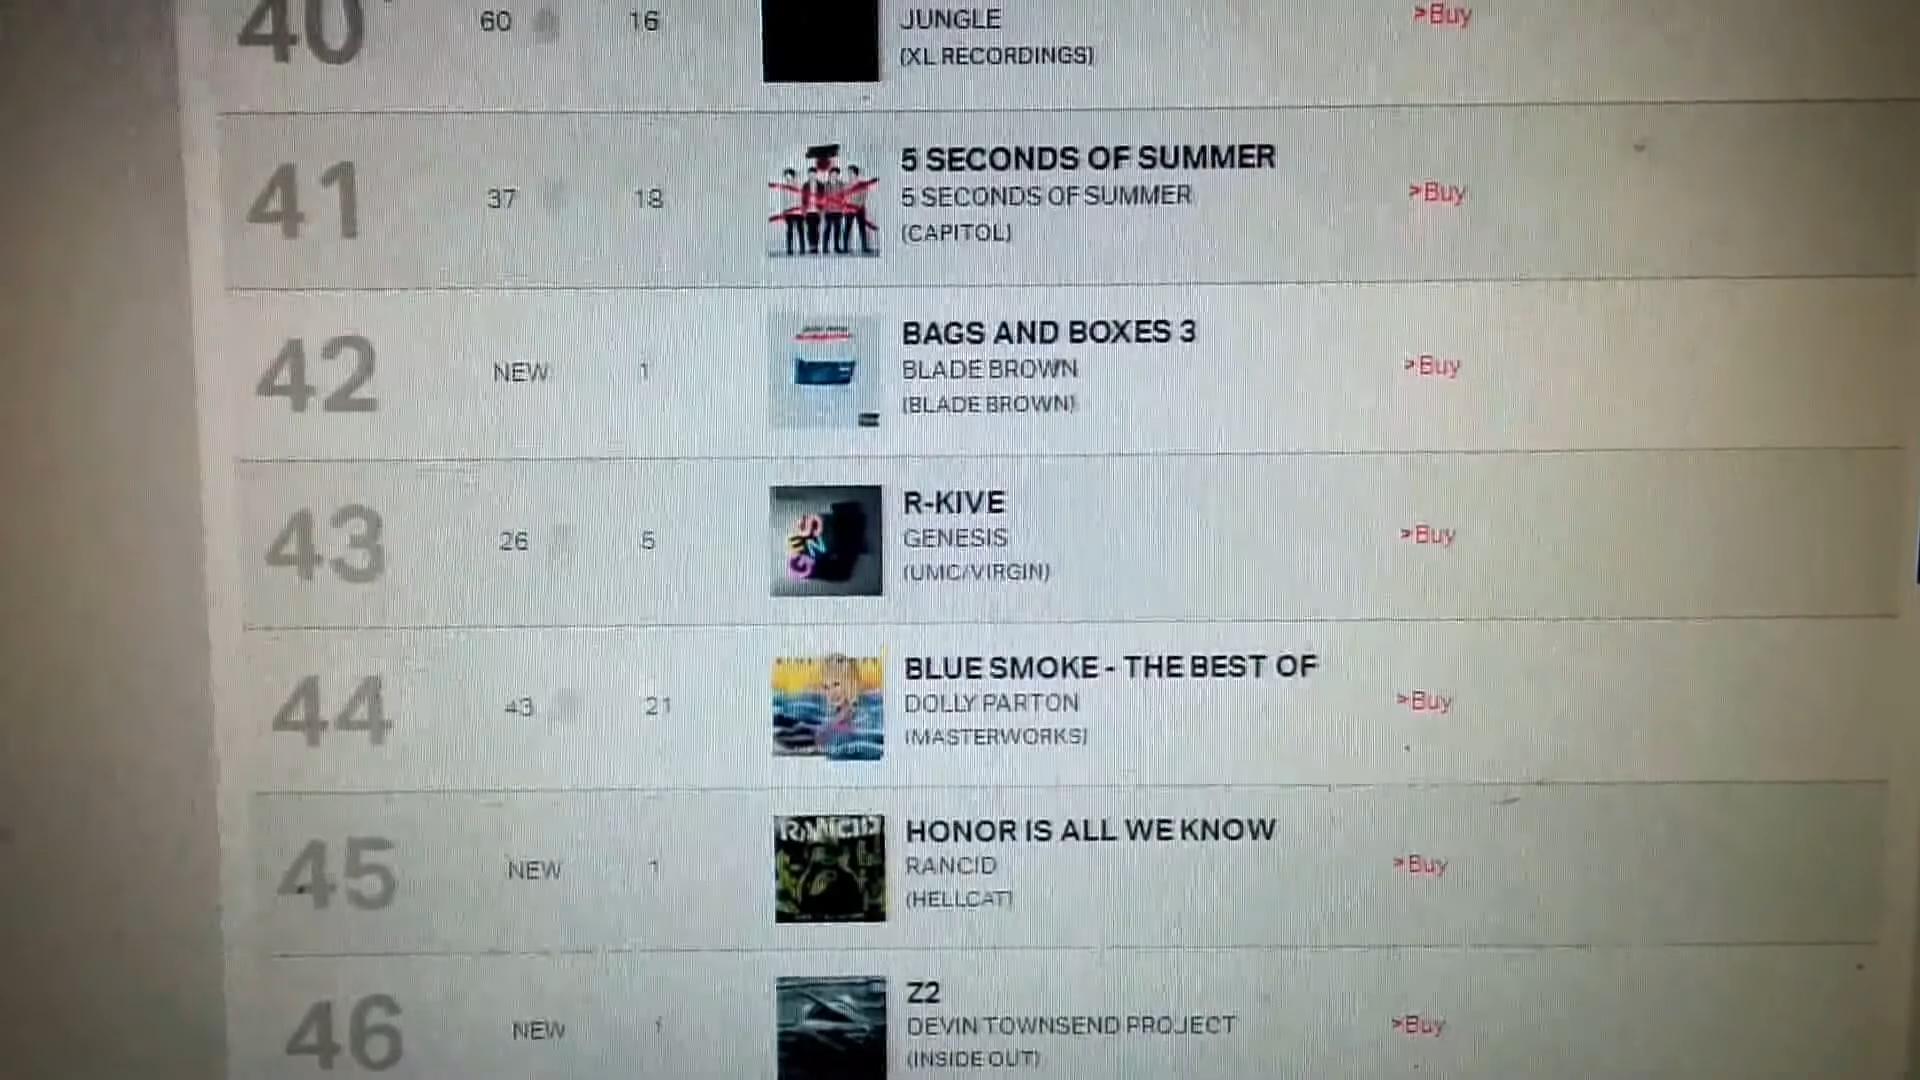 40 60 16 JUNGLE >Buy
(XL RECORDINGS)
41 37 18 5 SECONDS OF SUMMER >Buy
5 SECONDS OF SUMMER
(CAPITOL)
42 NEW 1 BAGS AND BOXES 3 >Buy
BLADE BROWN
(BLADE BROWN)
43 26 5 R-KIVE >Buy
GENESIS
(UMC/VIRGIN)
44 43 21 BLUE SMOKE - THE BEST OF >Buy
DOLLY PARTON
(MASTERWORKS)
45 NEW 1 HONOR IS ALL WE KNOW >Buy
RANCID
(HELLCAT)
RANCID
46 NEW 1 Z2 >Buy
DEVIN TOWNSEND PROJECT
(INSIDE OUT)